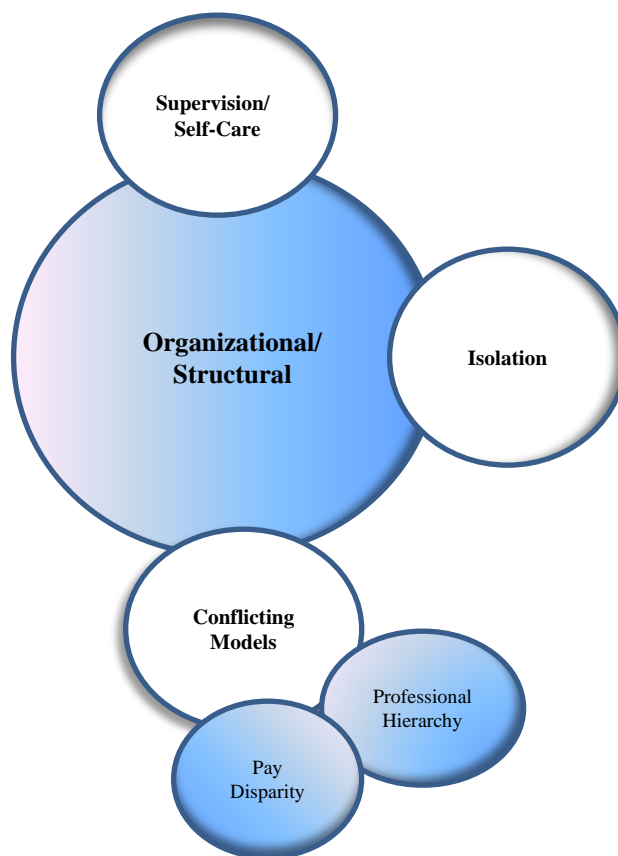 Supervision/
Self-Care
Organizational/
Structural
Isolation
Conflicting
Models
Professional
Hierarchy
Pay
Disparity